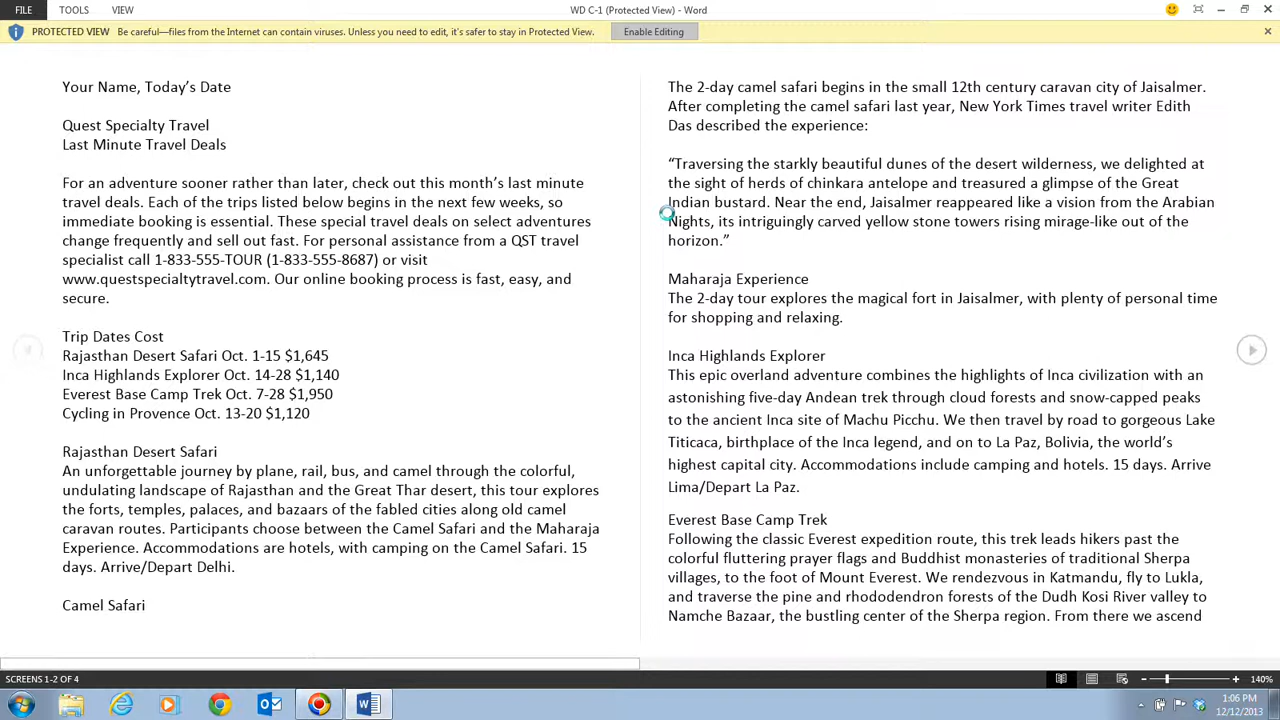 FILE TOOLS VIEW WD C-1 (Protected View) - Word
PROTECTED VIEW Be careful—files from the Internet can contain viruses. Unless you need to edit, it's safer to stay in Protected View. Enable Editing
Your Name, Today’s Date
Quest Specialty Travel
Last Minute Travel Deals
For an adventure sooner rather than later, check out this month’s last minute
travel deals. Each of the trips listed below begins in the next few weeks, so
immediate booking is essential. These special travel deals on select adventures
change frequently and sell out fast. For personal assistance from a QST travel
specialist call 1-833-555-TOUR (1-833-555-8687) or visit
www.questspecialtytravel.com. Our online booking process is fast, easy, and
secure.
Trip Dates Cost
Rajasthan Desert Safari Oct. 1-15 $1,645
Inca Highlands Explorer Oct. 14-28 $1,140
Everest Base Camp Trek Oct. 7-28 $1,950
Cycling in Provence Oct. 13-20 $1,120
Rajasthan Desert Safari
An unforgettable journey by plane, rail, bus, and camel through the colorful,
undulating landscape of Rajasthan and the Great Thar desert, this tour explores
the forts, temples, palaces, and bazaars of the fabled cities along old camel
caravan routes. Participants choose between the Camel Safari and the Maharaja
Experience. Accommodations are hotels, with camping on the Camel Safari. 15
days. Arrive/Depart Delhi.
Camel Safari
The 2-day camel safari begins in the small 12th century caravan city of Jaisalmer.
After completing the camel safari last year, New York Times travel writer Edith
Das described the experience:
“Traversing the starkly beautiful dunes of the desert wilderness, we delighted at
the sight of herds of chinkara antelope and treasured a glimpse of the Great
Indian bustard. Near the end, Jaisalmer reappeared like a vision from the Arabian
Nights, its intriguingly carved yellow stone towers rising mirage-like out of the
horizon.”
Maharaja Experience
The 2-day tour explores the magical fort in Jaisalmer, with plenty of personal time
for shopping and relaxing.
Inca Highlands Explorer
This epic overland adventure combines the highlights of Inca civilization with an
astonishing five-day Andean trek through cloud forests and snow-capped peaks
to the ancient Inca site of Machu Picchu. We then travel by road to gorgeous Lake
Titicaca, birthplace of the Inca legend, and on to La Paz, Bolivia, the world’s
highest capital city. Accommodations include camping and hotels. 15 days. Arrive
Lima/Depart La Paz.
Everest Base Camp Trek
Following the classic Everest expedition route, this trek leads hikers past the
colorful fluttering prayer flags and Buddhist monasteries of traditional Sherpa
villages, to the foot of Mount Everest. We rendezvous in Katmandu, fly to Lukla,
and traverse the pine and rhododendron forests of the Dudh Kosi River valley to
Namche Bazaar, the bustling center of the Sherpa region. From there we ascend
SCREENS 1-2 OF 4 140%
1:06 PM
12/12/2013